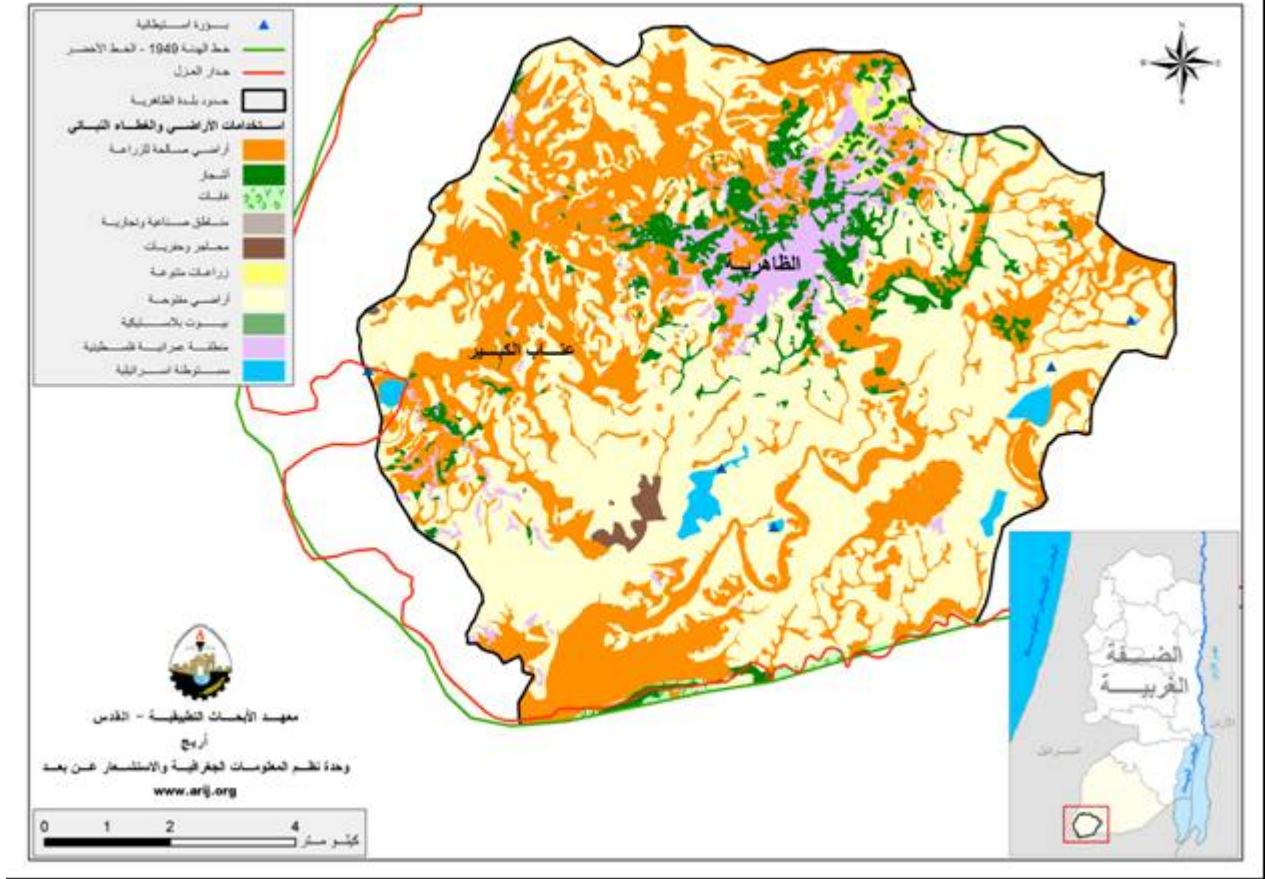 بؤرة استيطانية
خط الهدنة 1949 - الخط الأخضر
جدار العزل
حدود بلدة الظاهرية
استخدامات الأراضي والغطاء النباتي
أراضي صالحة للزراعة
أشجار
غابات
مناطق صناعية وتجارية
محاجر وحفريات
زراعات متنوعة
أراضي مفتوحة
بيوت بلاستيكية
منطقة عمرانية فلسطينية
مستوطنة اسرائيلية
N
الظاهرية
عناب الكبير
معهد الأبحاث التطبيقية - القدس
أريج
وحدة نظم المعلومات الجغرافية والاستشعار عن بعد
www.arij.org
0 1 2 4
كيلو متر
الضفة
الغربية
الأردن